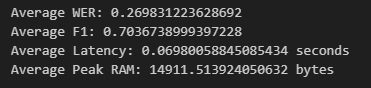 Average WER: 0.269831223628692
Average F1: 0.7036738999397228
Average Latency: 0.06980058845085434 seconds
Average Peak RAM: 14911.513924050632 bytes